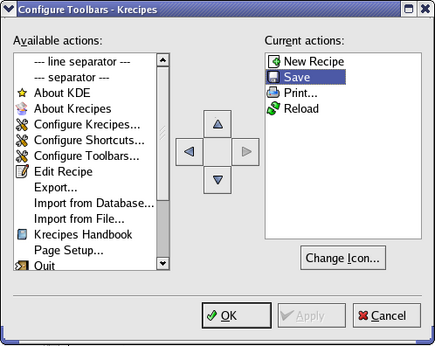 Configure Toolbars - Krecipes
Available actions:
--- line separator ---
--- separator ---
About KDE
About Krecipes
Configure Krecipes...
Configure Shortcuts...
Configure Toolbars...
Edit Recipe
Export...
Import from Database...
Import from File...
Krecipes Handbook
Page Setup...
Quit
Current actions:
New Recipe
Save
Print...
Reload
Change Icon...
OK
Apply
Cancel